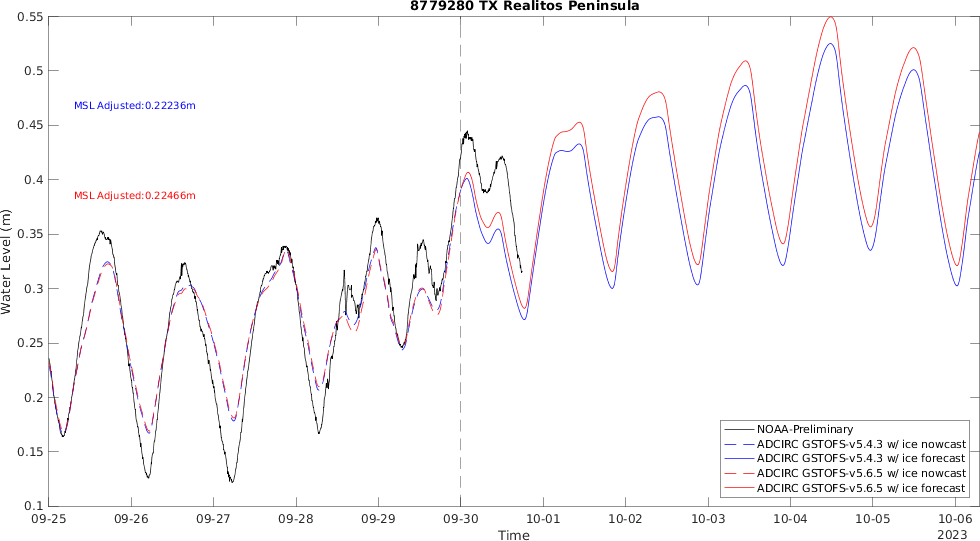 8779280 TX Realitos Peninsula
0.55
0.5
0.45
0.4
0.35
0.3
0.25
0.2
0.15
0.1
Water Level (m)
MSL Adjusted:0.22236m
MSL Adjusted:0.22466m
NOAA-Preliminary
ADCIRC GSTOFS-v5.4.3 w/ ice nowcast
ADCIRC GSTOFS-v5.4.3 w/ ice forecast
ADCIRC GSTOFS-v5.6.5 w/ ice nowcast
ADCIRC GSTOFS-v5.6.5 w/ ice forecast
09-25 09-26 09-27 09-28 09-29 09-30 10-01 10-02 10-03 10-04 10-05 10-06
Time
2023